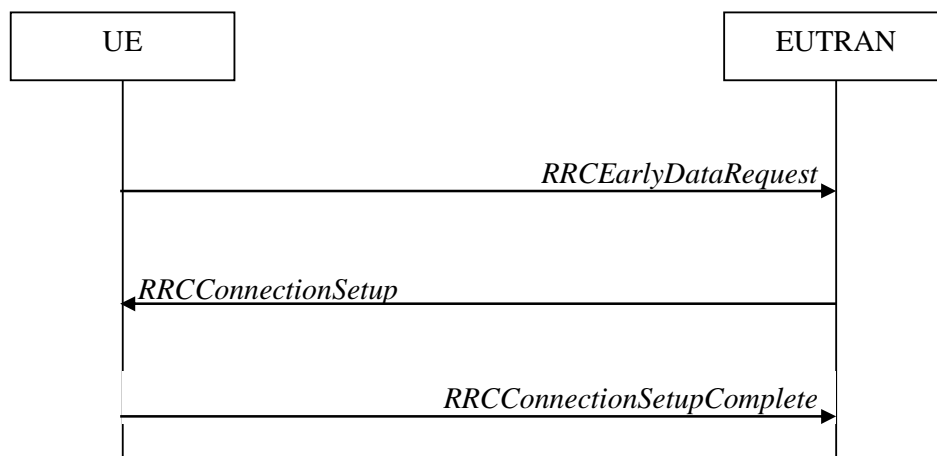 UE
EUTRAN
RRCEarlyDataRequest
RRCConnectionSetup
RRCConnectionSetupComplete